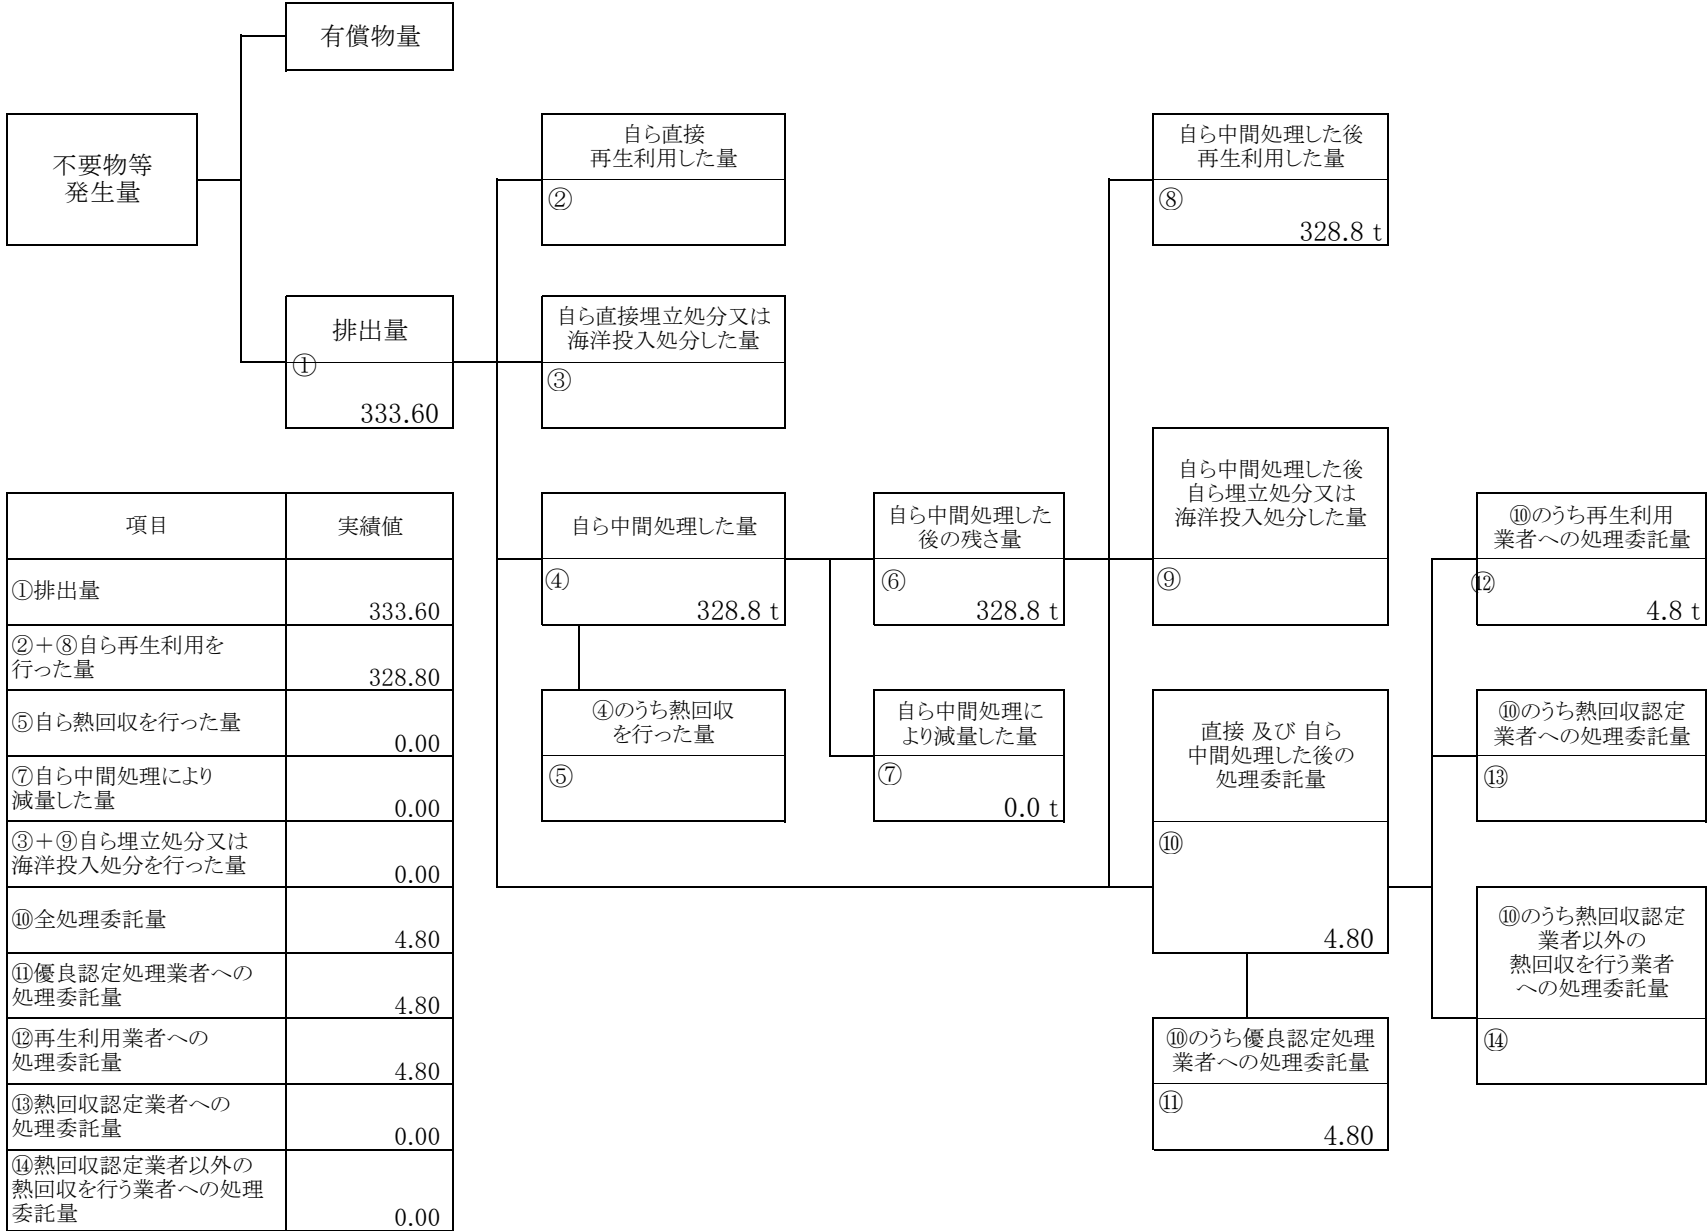 有償物量
不要物等
発生量
自ら直接
再生利用した量
②
自ら中間処理した後
再生利用した量
⑧
328.8 t
排出量
①
333.60
自ら直接埋立処分又は
海洋投入処分した量
③
自ら中間処理した後
自ら埋立処分又は
海洋投入処分した量
⑨
項目
実績値
①排出量
333.60
②＋⑧自ら再生利用を
行った量
328.80
⑤自ら熱回収を行った量
0.00
⑦自ら中間処理により
減量した量
0.00
③＋⑨自ら埋立処分又は
海洋投入処分を行った量
0.00
⑩全処理委託量
4.80
⑪優良認定処理業者への
処理委託量
4.80
⑫再生利用業者への
処理委託量
4.80
⑬熱回収認定業者への
処理委託量
0.00
⑭熱回収認定業者以外の
熱回収を行う業者への処理
委託量
0.00
自ら中間処理した量
④
328.8 t
自ら中間処理した
後の残さ量
⑥
328.8 t
④のうち熱回収
を行った量
⑤
自ら中間処理に
より減量した量
⑦
0.0 t
直接 及び 自ら
中間処理した後の
処理委託量
⑩
4.80
⑩のうち優良認定処理
業者への処理委託量
⑪
4.80
⑩のうち再生利用
業者への処理委託量
⑫
4.8 t
⑩のうち熱回収認定
業者への処理委託量
⑬
⑩のうち熱回収認定
業者以外の
熱回収を行う業者
への処理委託量
⑭